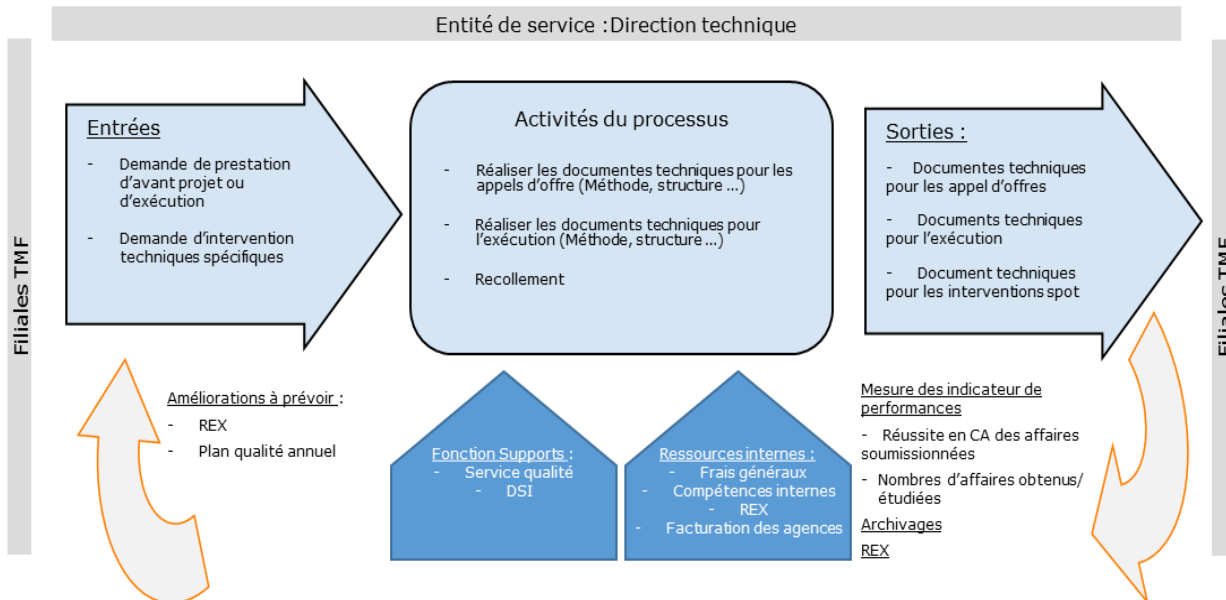 Entité de service :Direction technique
Filiales TMF
Entrées
- Demande de prestation
d'avant projet ou
d'exécution
- Demande d'intervention
techniques spécifiques
Activités du processus
- Réaliser les documentes techniques pour les
appels d'offre (Méthode, structure ...)
- Réaliser les documents techniques pour
l'exécution (Méthode, structure ...)
- Recollement
Sorties :
- Documentes techniques
pour les appel d'offres
- Documents techniques
pour l'exécution
- Document techniques
pour les interventions spot
Filiales TMF
Améliorations à prévoir :
- REX
- Plan qualité annuel
Fonction Supports :
- Service qualité
- DSI
Ressources internes :
- Frais généraux
- Compétences internes
- REX
- Facturation des agences
Mesure des indicateur de
performances
- Réussite en CA des affaires
soumissionnées
- Nombres d'affaires obtenus/
étudiées
Archivages
REX